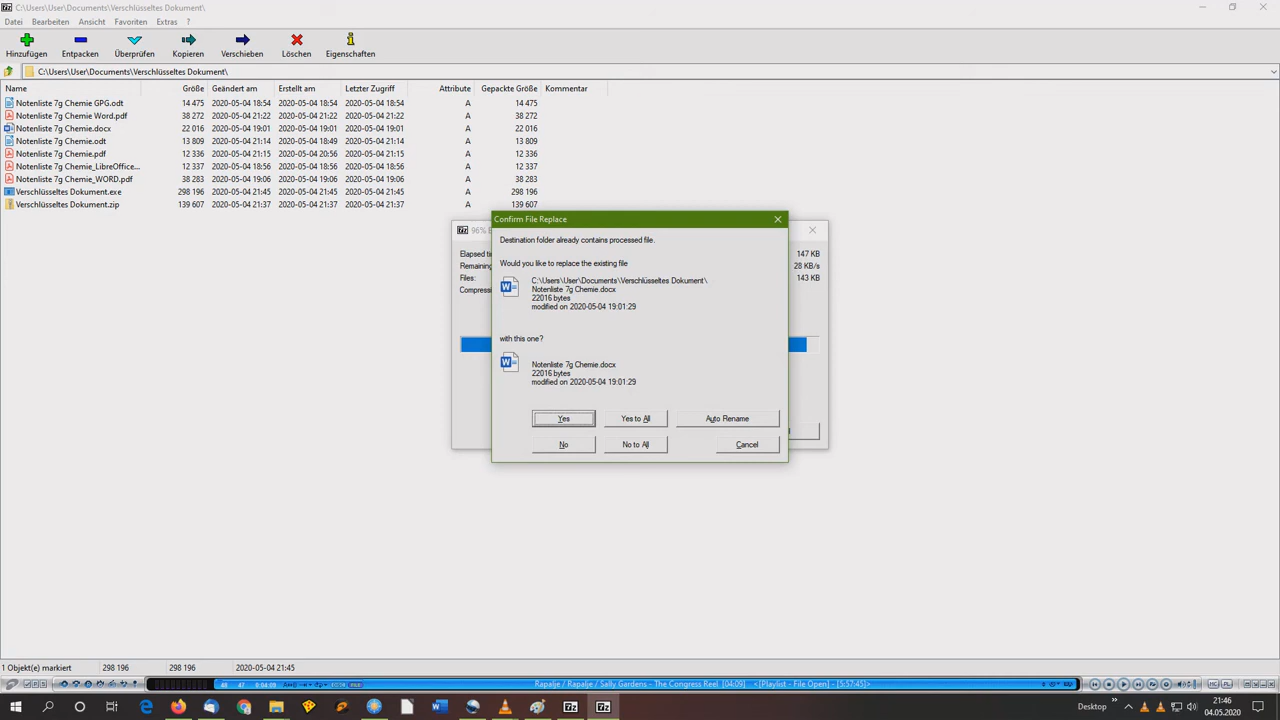 C:\Users\User\Documents\Verschlüsseltes Dokument\
Datei Bearbeiten Ansicht Favoriten Extras ?
Hinzufügen Entpacken Überprüfen Kopieren Verschieben Löschen Eigenschaften
C:\Users\User\Documents\Verschlüsseltes Dokument\
Name Größe Geändert am Erstellt am Letzter Zugriff Attribute Gepackte Größe Kommentar
Notenliste 7g Chemie GPG.odt 14 475 2020-05-04 18:54 2020-05-04 18:54 2020-05-04 18:54 A 14 475
Notenliste 7g Chemie Word.pdf 38 272 2020-05-04 21:22 2020-05-04 21:22 2020-05-04 21:22 A 38 272
Notenliste 7g Chemie.docx 22 016 2020-05-04 19:01 2020-05-04 19:01 2020-05-04 19:01 A 22 016
Notenliste 7g Chemie.odt 13 809 2020-05-04 21:14 2020-05-04 18:49 2020-05-04 21:14 A 13 809
Notenliste 7g Chemie.pdf 12 336 2020-05-04 21:15 2020-05-04 20:56 2020-05-04 21:15 A 12 336
Notenliste 7g Chemie_LibreOffice... 12 337 2020-05-04 18:56 2020-05-04 18:56 2020-05-04 18:56 A 12 337
Notenliste 7g Chemie_WORD.pdf 38 283 2020-05-04 19:06 2020-05-04 19:06 2020-05-04 19:06 A 38 283
Verschlüsseltes Dokument.exe 298 196 2020-05-04 21:45 2020-05-04 21:45 2020-05-04 21:45 A 298 196
Verschlüsseltes Dokument.zip 139 607 2020-05-04 21:37 2020-05-04 21:37 2020-05-04 21:37 A 139 607
96%
Elapsed 147 KB
Remaining 28 KB/s
Files: 143 KB
Confirm File Replace
Destination folder already contains processed file.
Would you like to replace the existing file
C:\Users\User\Documents\Verschlüsseltes Dokument\
Notenliste 7g Chemie.docx
22016 bytes
modified on 2020-05-04 19:01:29
with this one?
Notenliste 7g Chemie.docx
22016 bytes
modified on 2020-05-04 19:01:29
Yes Yes to All Auto Rename
No No to All Cancel
1 Objekt(e) markiert 298 196 298 196 2020-05-04 21:45
48 47 0:04:09 Rapalje / Rapalje / Sally Gardens - The Congress Reel [04:09] <[Playlist - File Open] - [5:57:45]>
Desktop
21:46
04.05.2020